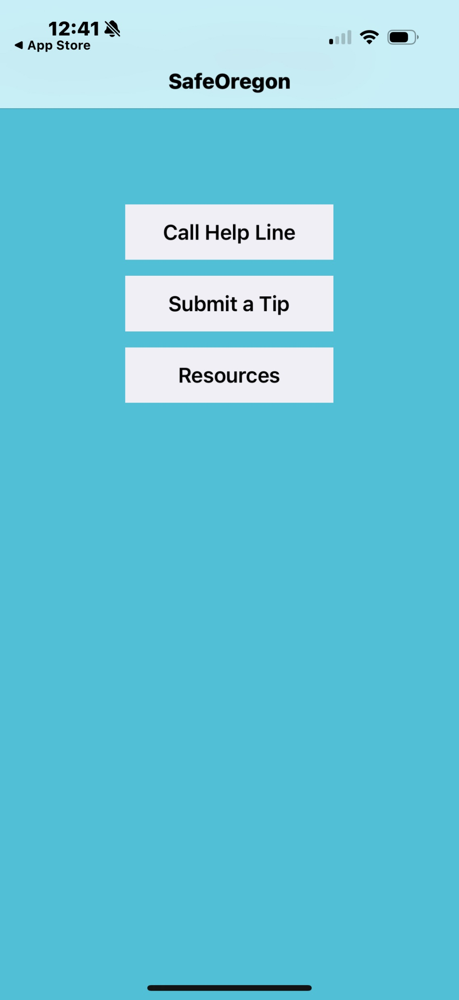 12:41
◀ App Store
SafeOregon
Call Help Line
Submit a Tip
Resources